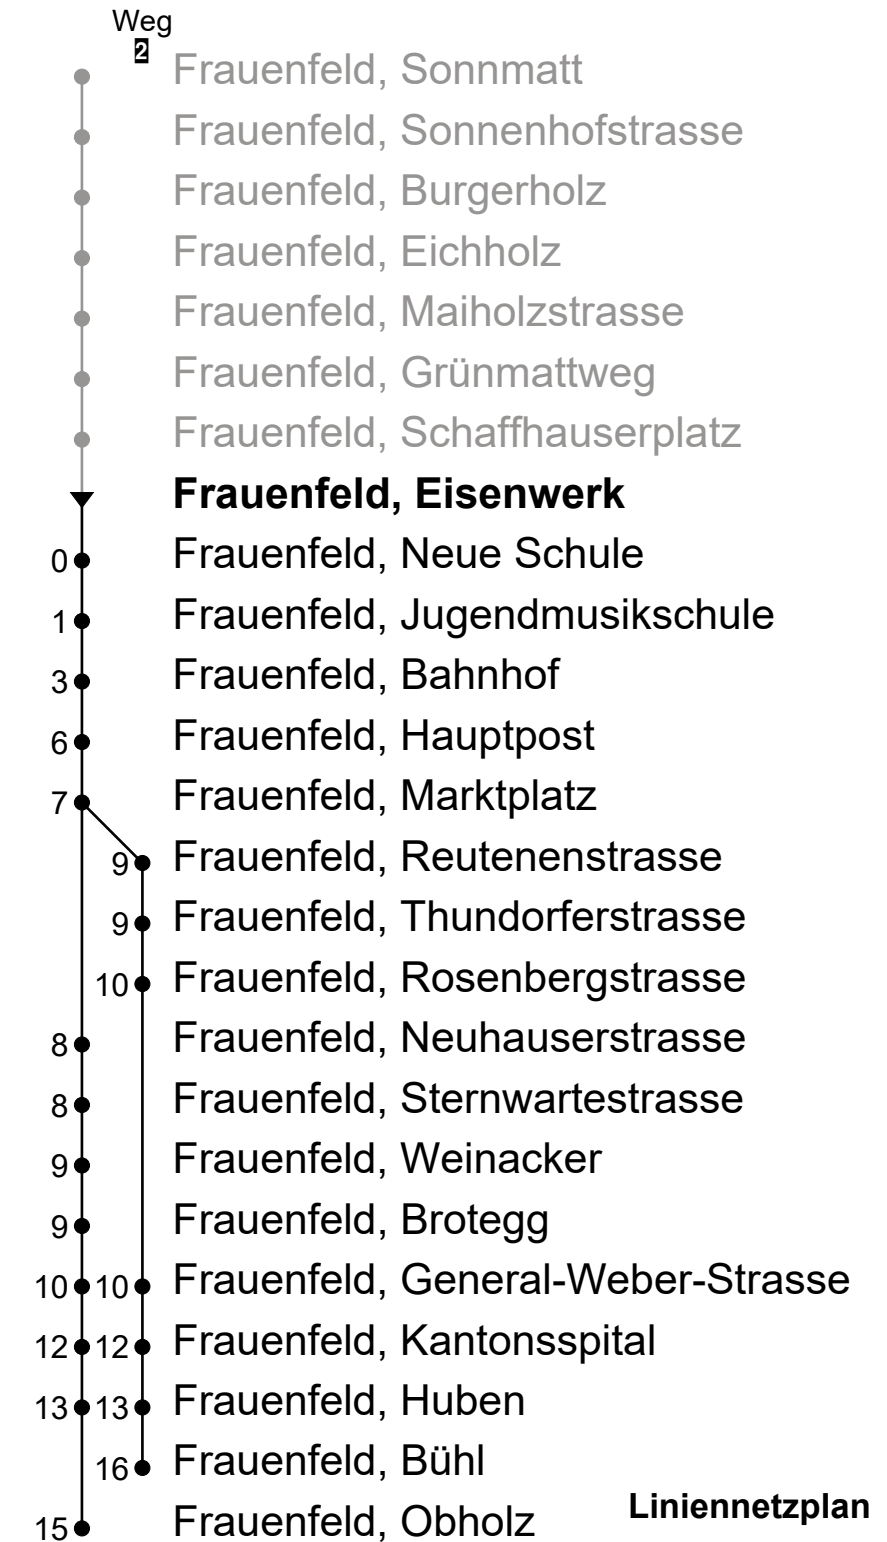 Weg
2
Frauenfeld, Sonnmatt
Frauenfeld, Sonnenhofstrasse
Frauenfeld, Burgerholz
Frauenfeld, Eichholz
Frauenfeld, Maiholzstrasse
Frauenfeld, Grünmattweg
Frauenfeld, Schaffhauserplatz
Frauenfeld, Eisenwerk
0 Frauenfeld, Neue Schule
1 Frauenfeld, Jugendmusikschule
3 Frauenfeld, Bahnhof
6 Frauenfeld, Hauptpost
7 Frauenfeld, Marktplatz
9 Frauenfeld, Reutenenstrasse
9 Frauenfeld, Thundorferstrasse
10 Frauenfeld, Rosenbergstrasse
8 Frauenfeld, Neuhauserstrasse
8 Frauenfeld, Sternwartestrasse
9 Frauenfeld, Weinacker
9 Frauenfeld, Brotegg
10 10 Frauenfeld, General-Weber-Strasse
12 12 Frauenfeld, Kantonsspital
13 13 Frauenfeld, Huben
16 Frauenfeld, Bühl
15 Frauenfeld, Obholz
Liniennetzplan